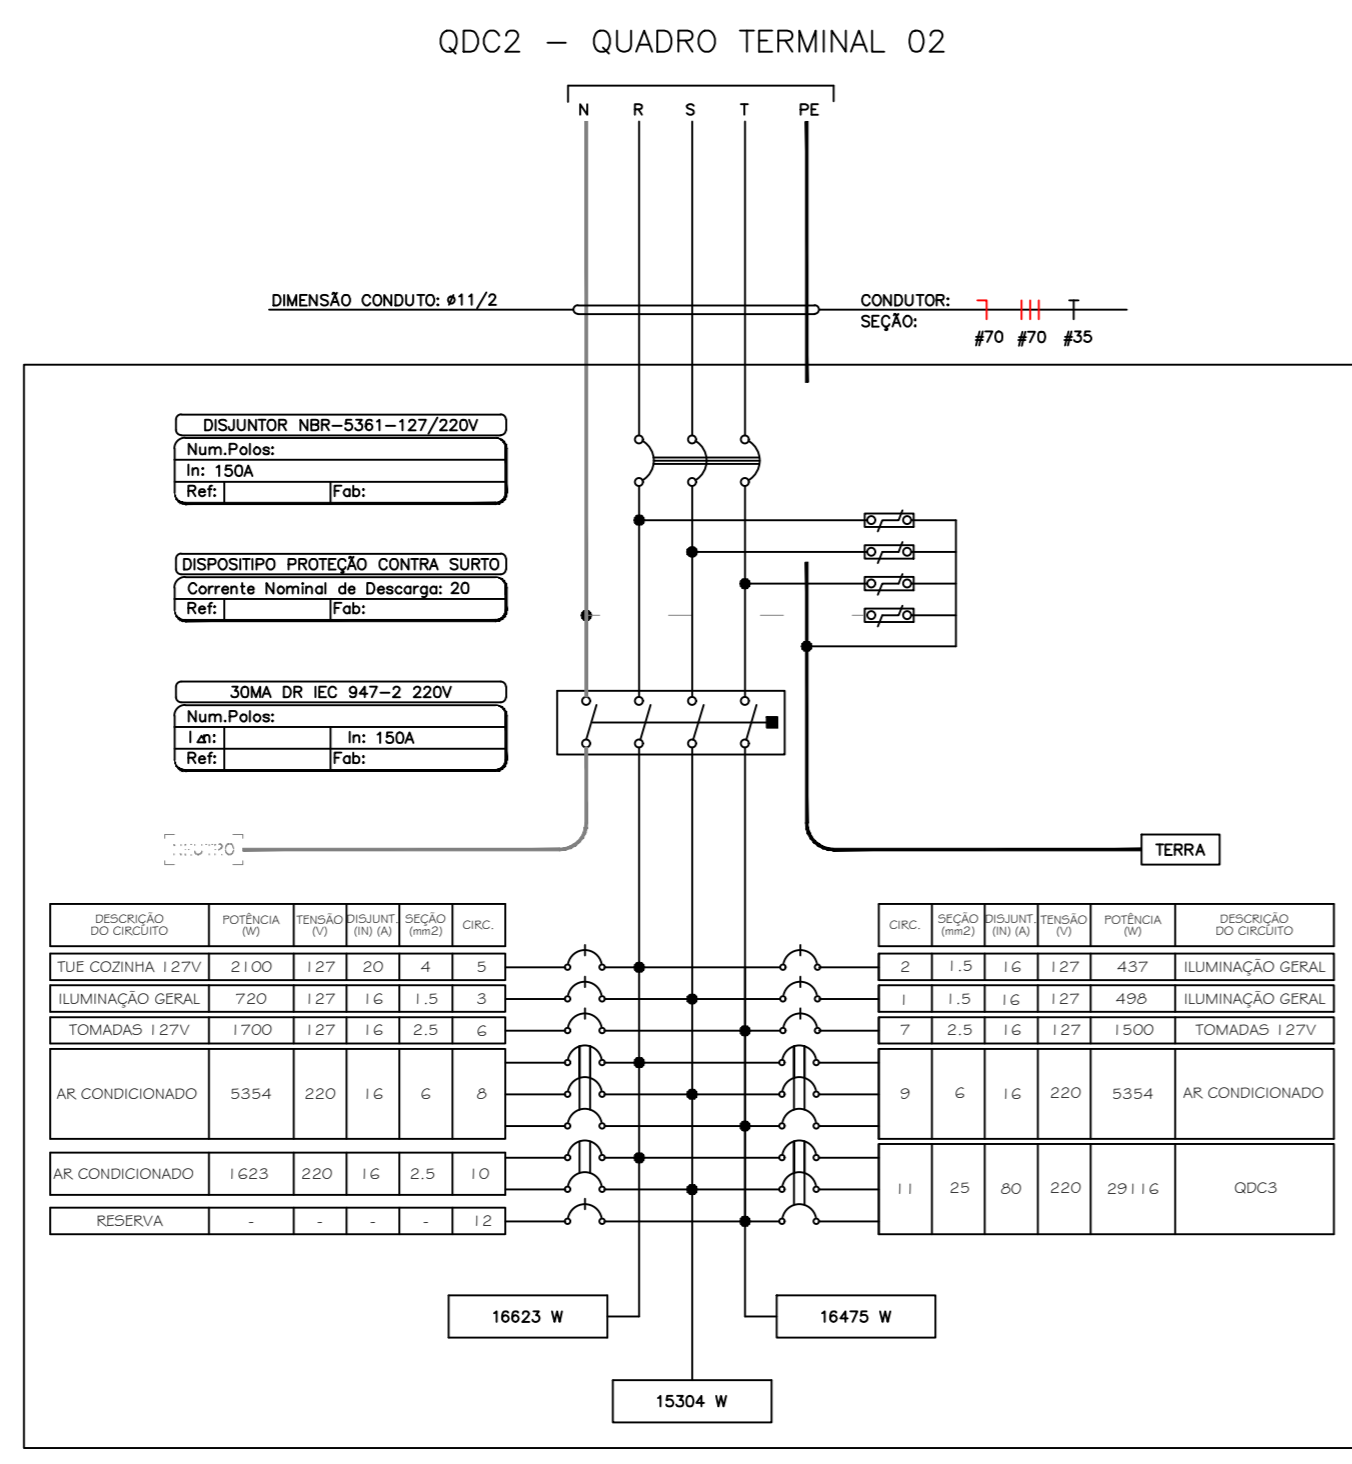 QDC2 – QUADRO TERMINAL 02
N R S T PE
DIMENSÃO CONDUTO: ø11/2
CONDUTOR:
SEÇÃO:
#70 #70 #35
DISJUNTOR NBR–5361–127/220V
Num.Polos:
In: 150A
Ref: Fab:
DISPOSITIPO PROTEÇÃO CONTRA SURTO
Corrente Nominal de Descarga: 20
Ref: Fab:
30MA DR IEC 947–2 220V
Num.Polos:
I△n: In: 150A
Ref: Fab:
NEUTRO
TERRA
DESCRIÇÃO DO CIRCUITO POTÊNCIA (W) TENSÃO (V) DISJUNT. (IN) (A) SEÇÃO (mm2) CIRC.
TUE COZINHA 127V 2100 127 20 4 5
ILUMINAÇÃO GERAL 720 127 16 1.5 3
TOMADAS 127V 1700 127 16 2.5 6
AR CONDICIONADO 5354 220 16 6 8
AR CONDICIONADO 1623 220 16 2.5 10
RESERVA - - - - 12
CIRC. SEÇÃO (mm2) DISJUNT. (IN) (A) TENSÃO (V) POTÊNCIA (W) DESCRIÇÃO DO CIRCUITO
2 1.5 16 127 437 ILUMINAÇÃO GERAL
1 1.5 16 127 498 ILUMINAÇÃO GERAL
7 2.5 16 127 1500 TOMADAS 127V
9 6 16 220 5354 AR CONDICIONADO
11 25 80 220 29116 QDC3
16623 W
16475 W
15304 W